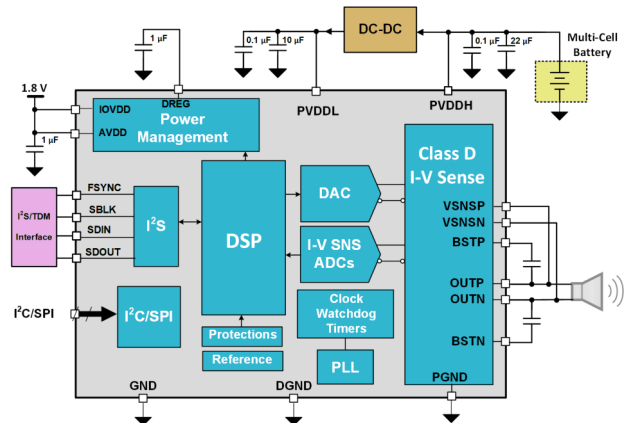 DC-DC
Multi-Cell
Battery
1 µF
0.1 µF
10 µF
0.1 µF
22 µF
1.8 V
1 µF
IOVDD
AVDD
DREG
Power
Management
PVDDL
PVDDH
Class D
I-V Sense
FSYNC
SBLK
SDIN
SDOUT
I²S/TDM
Interface
I²S
DSP
DAC
I-V SNS
ADCs
VSNSP
VSNSN
BSTP
OUTP
OUTN
BSTN
I²C/SPI
I²C/SPI
Protections
Reference
Clock
Watchdog
Timers
PLL
PGND
GND
DGND